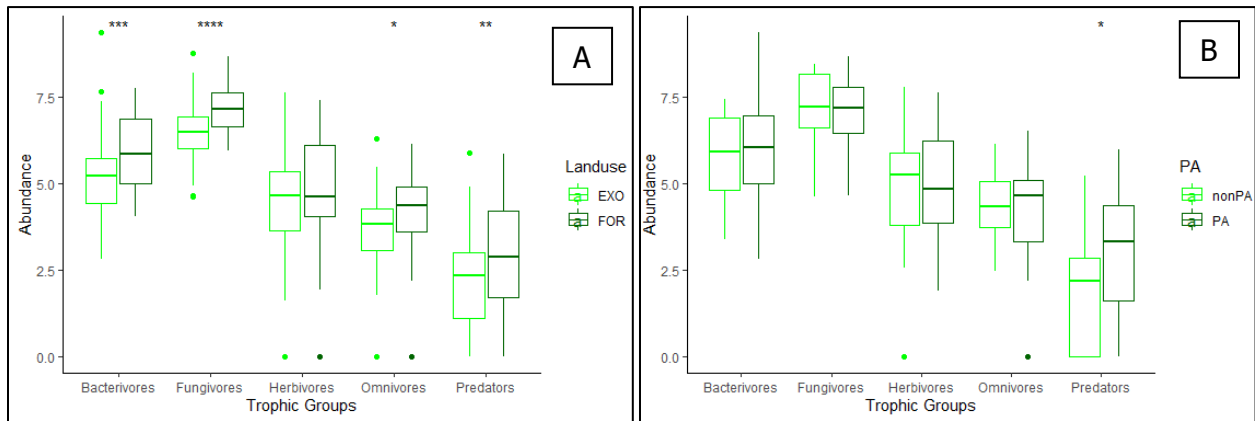 *** **** * **
A
7.5
5.0
2.5
0.0
Abundance
Bacterivores Fungivores Herbivores Omnivores Predators
Trophic Groups
Landuse
a EXO
a FOR
*
B
7.5
5.0
2.5
0.0
Abundance
Bacterivores Fungivores Herbivores Omnivores Predators
Trophic Groups
PA
a nonPA
a PA